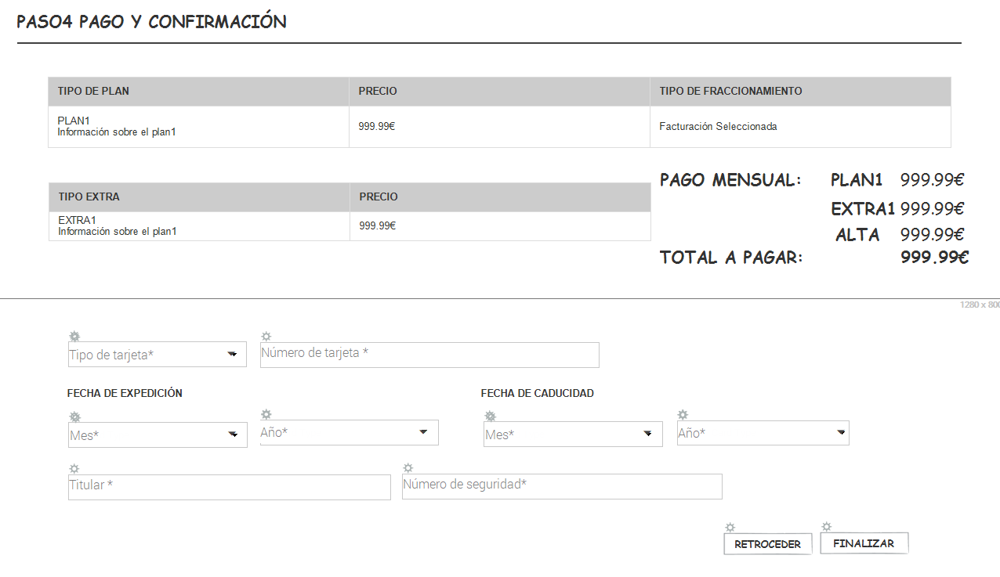 PASO4 PAGO Y CONFIRMACIÓN
TIPO DE PLAN PRECIO TIPO DE FRACCIONAMIENTO
PLAN1
Información sobre el plan1
999.99€ Facturación Seleccionada
TIPO EXTRA PRECIO
EXTRA1
Información sobre el plan1
999.99€
PAGO MENSUAL: PLAN1 999.99€
EXTRA1 999.99€
ALTA 999.99€
TOTAL A PAGAR: 999.99€
1280 x 800
Tipo de tarjeta* Número de tarjeta *
FECHA DE EXPEDICIÓN FECHA DE CADUCIDAD
Mes* Año* Mes* Año*
Titular * Número de seguridad*
RETROCEDER FINALIZAR